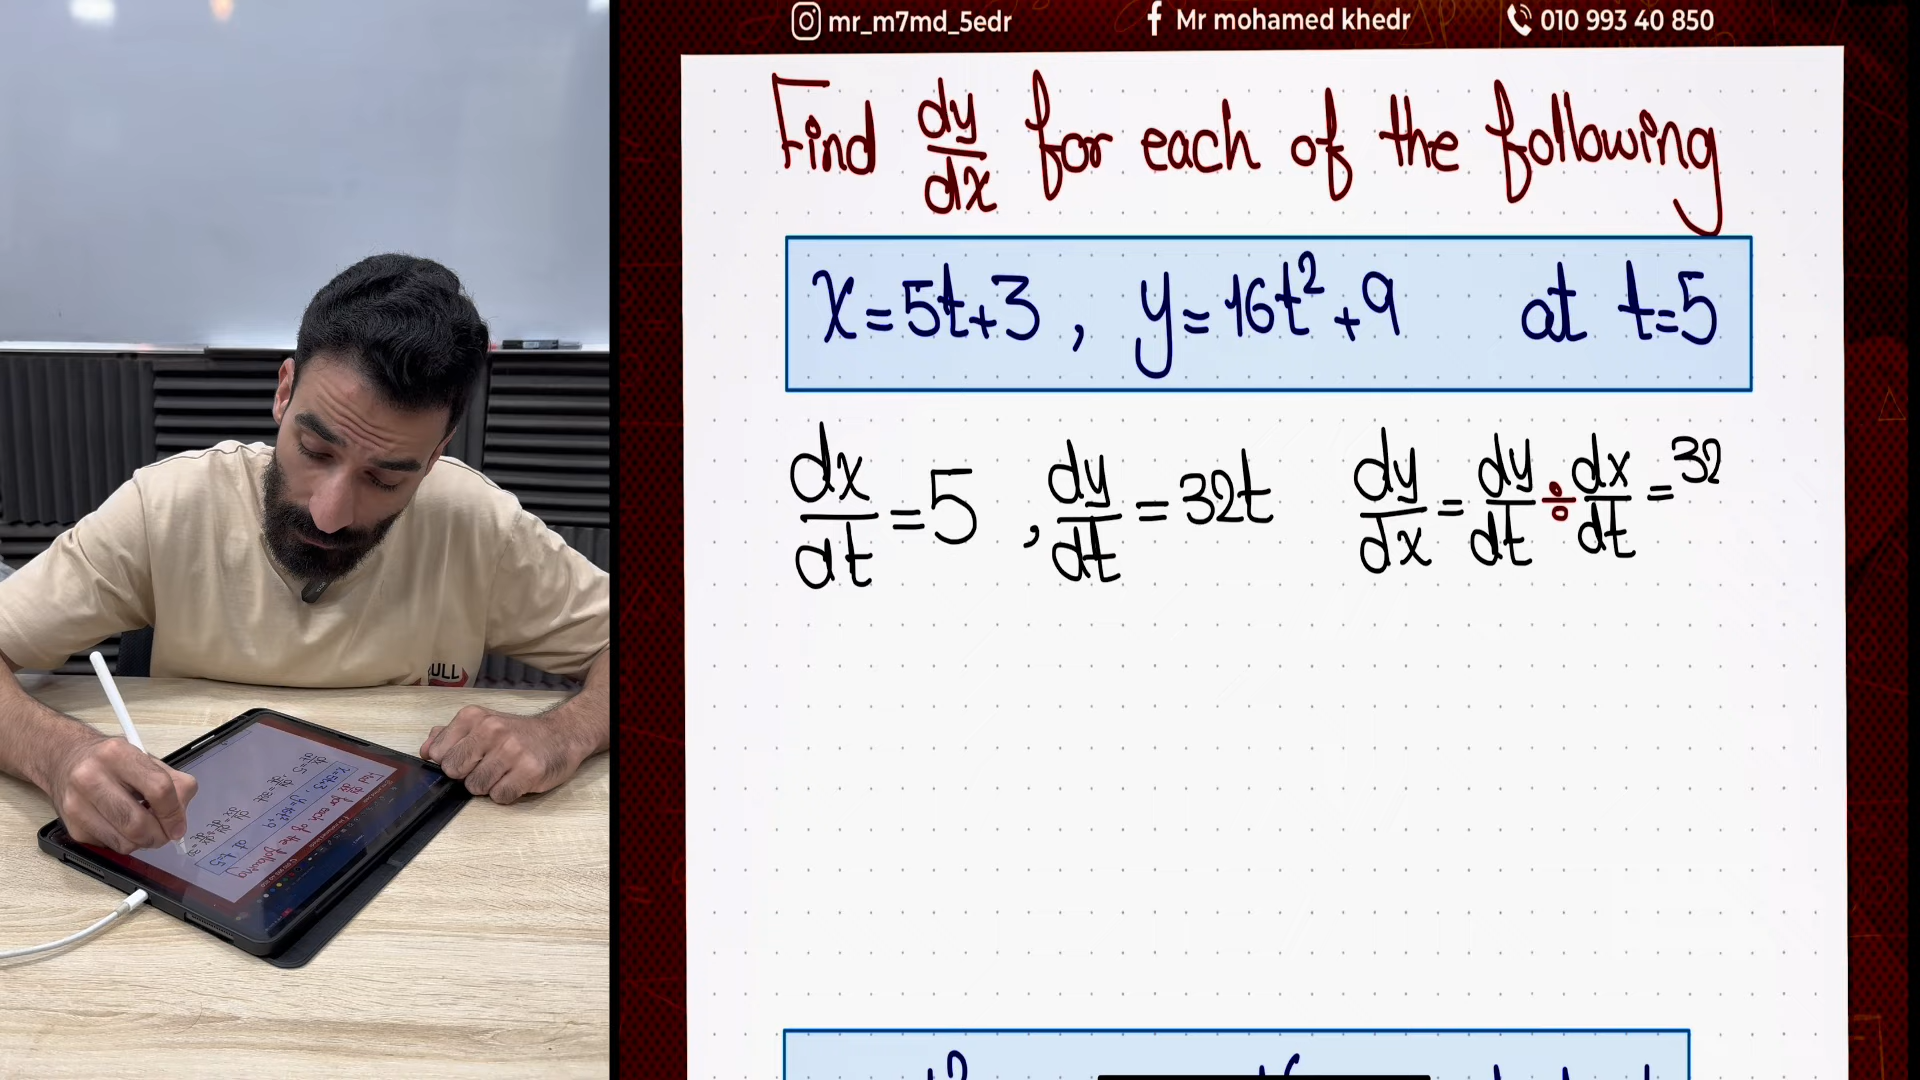 mr_m7md_5edr Mr mohamed khedr 010 993 40 850
Find dy/dx for each of the following
x=5t+3, y=16t²+9 at t=5
dx/dt=5, dy/dt=32t dy/dx=dy/dt÷dx/dt=32
ULL